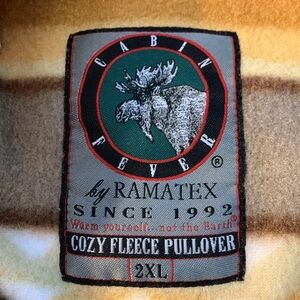 CABIN
FEVER
®
by RAMATEX
SINCE 1992
Warm yourself...not the Earth®
COZY FLEECE PULLOVER
2XL